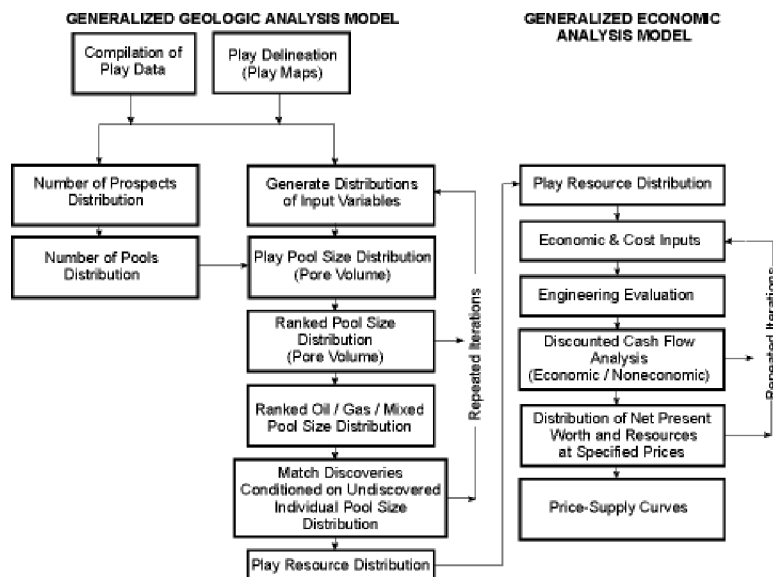 GENERALIZED GEOLOGIC ANALYSIS MODEL
Compilation of
Play Data
Play Delineation
(Play Maps)
Number of Prospects
Distribution
Generate Distributions
of Input Variables
Number of Pools
Distribution
Play Pool Size Distribution
(Pore Volume)
Ranked Pool Size
Distribution
(Pore Volume)
Ranked Oil / Gas / Mixed
Pool Size Distribution
Match Discoveries
Conditioned on Undiscovered
Individual Pool Size
Distribution
Play Resource Distribution
Repeated Iterations
GENERALIZED ECONOMIC
ANALYSIS MODEL
Play Resource Distribution
Economic & Cost Inputs
Engineering Evaluation
Discounted Cash Flow
Analysis
(Economic / Noneconomic)
Distribution of Net Present
Worth and Resources
at Specified Prices
Price-Supply Curves
Repeated Iterations